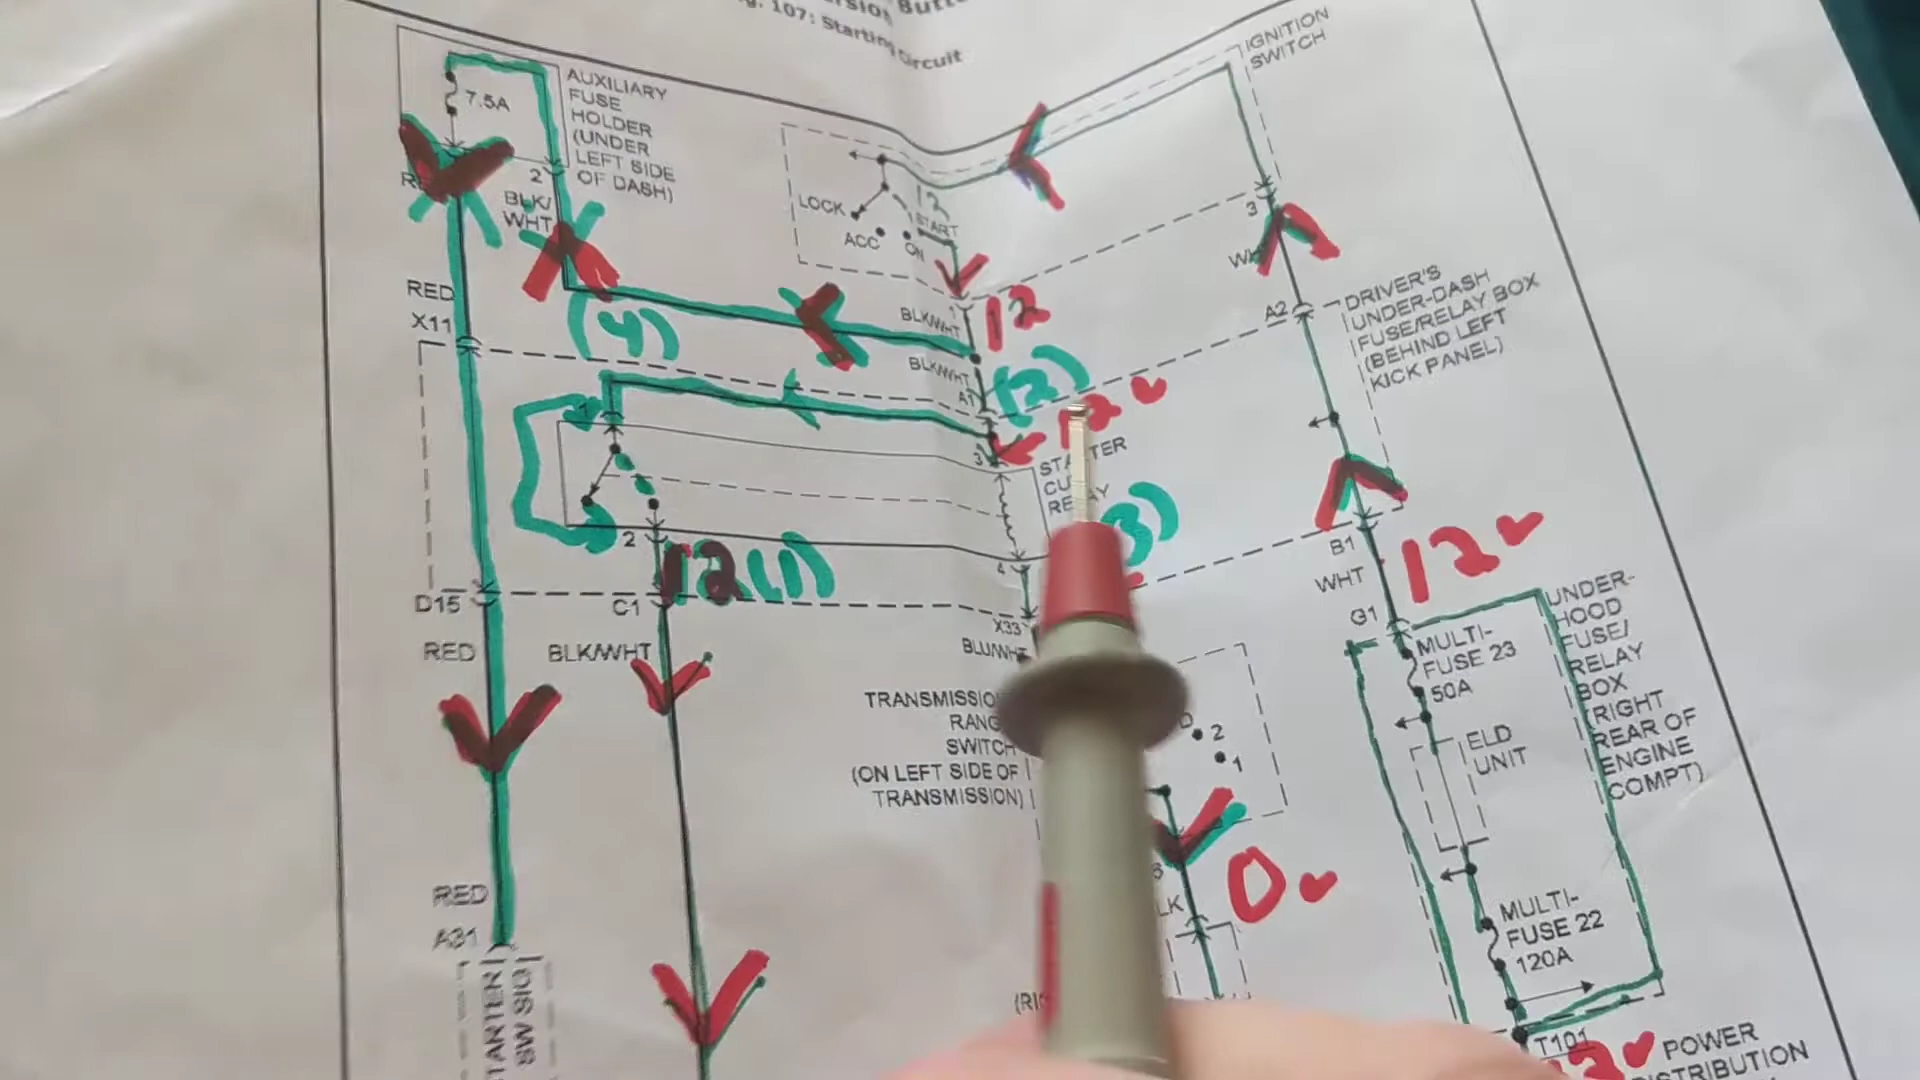 107: Starting Circuit
IGNITION
SWITCH
AUXILIARY
FUSE
HOLDER
(UNDER
LEFT SIDE
OF DASH)
7.5A
2
BLK/
WHT
LOCK
ACC
ON
START
12
3
RED
X11
(4)
1
BLK/WHT
12
BLK/WHT
A1
(2)
A2
DRIVER'S
UNDER-DASH
FUSE/RELAY BOX
(BEHIND LEFT
KICK PANEL)
1
3
12
2
12(1)
4
3)
B1
WHT
12
G1
D15
C1
X33
RED
BLK/WHT
BLU/WHT
MULTI-
FUSE 23
50A
UNDER-
HOOD
FUSE/
RELAY
BOX
(RIGHT
REAR OF
ENGINE
COMPT)
TRANSMISSION
RANGE
SWITCH
(ON LEFT SIDE OF
TRANSMISSION)
D
2
1
ELD
UNIT
0
RED
A31
MULTI-
FUSE 22
120A
T101
POWER